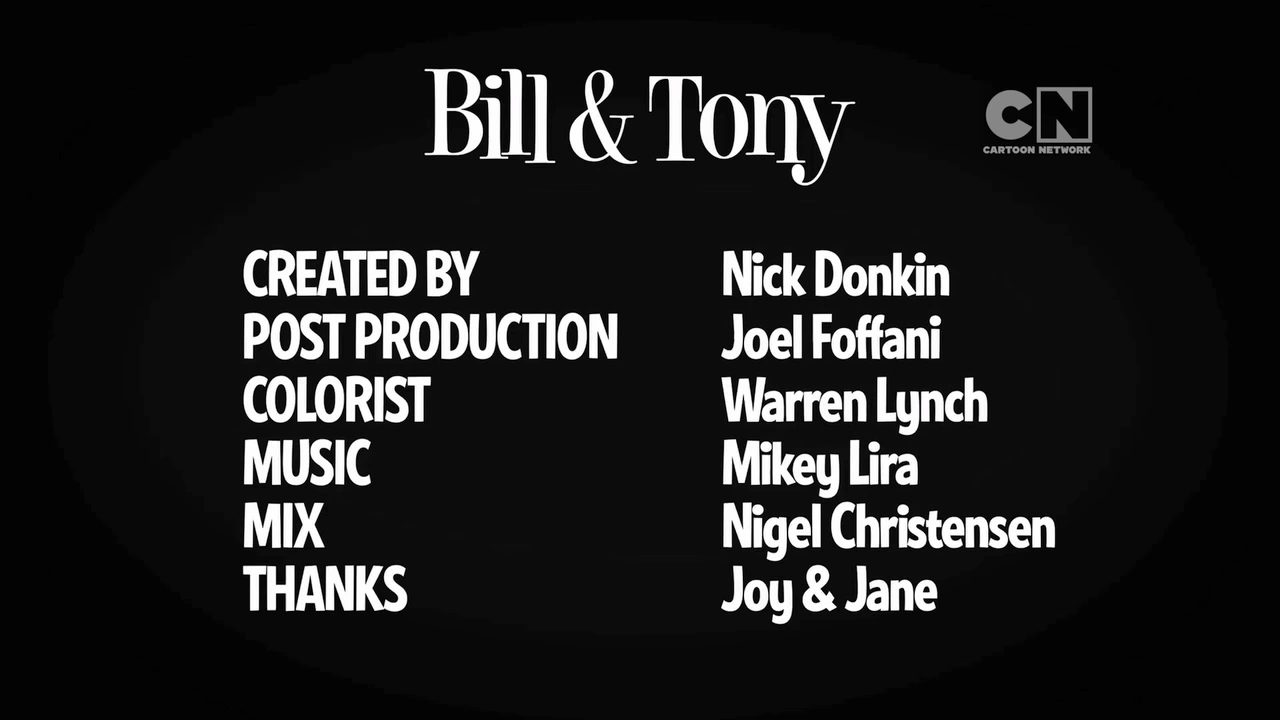 Bill & Tony
CN
CARTOON NETWORK
CREATED BY Nick Donkin
POST PRODUCTION Joel Foffani
COLORIST Warren Lynch
MUSIC Mikey Lira
MIX Nigel Christensen
THANKS Joy & Jane